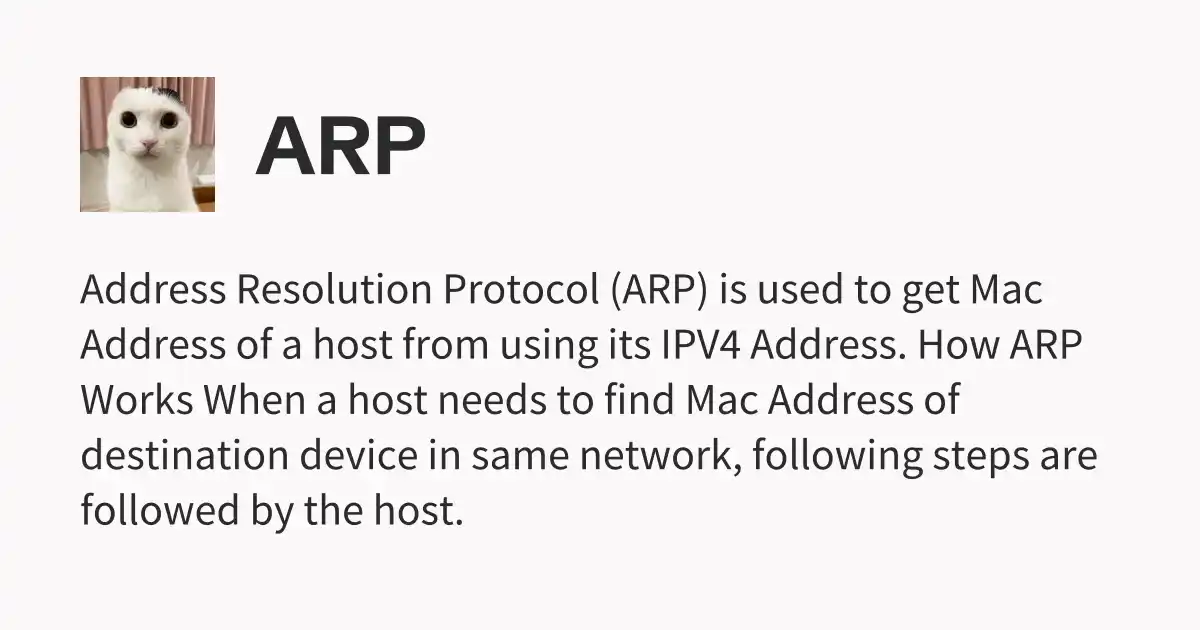 ARP
Address Resolution Protocol (ARP) is used to get Mac
Address of a host from using its IPV4 Address. How ARP
Works When a host needs to find Mac Address of
destination device in same network, following steps are
followed by the host.